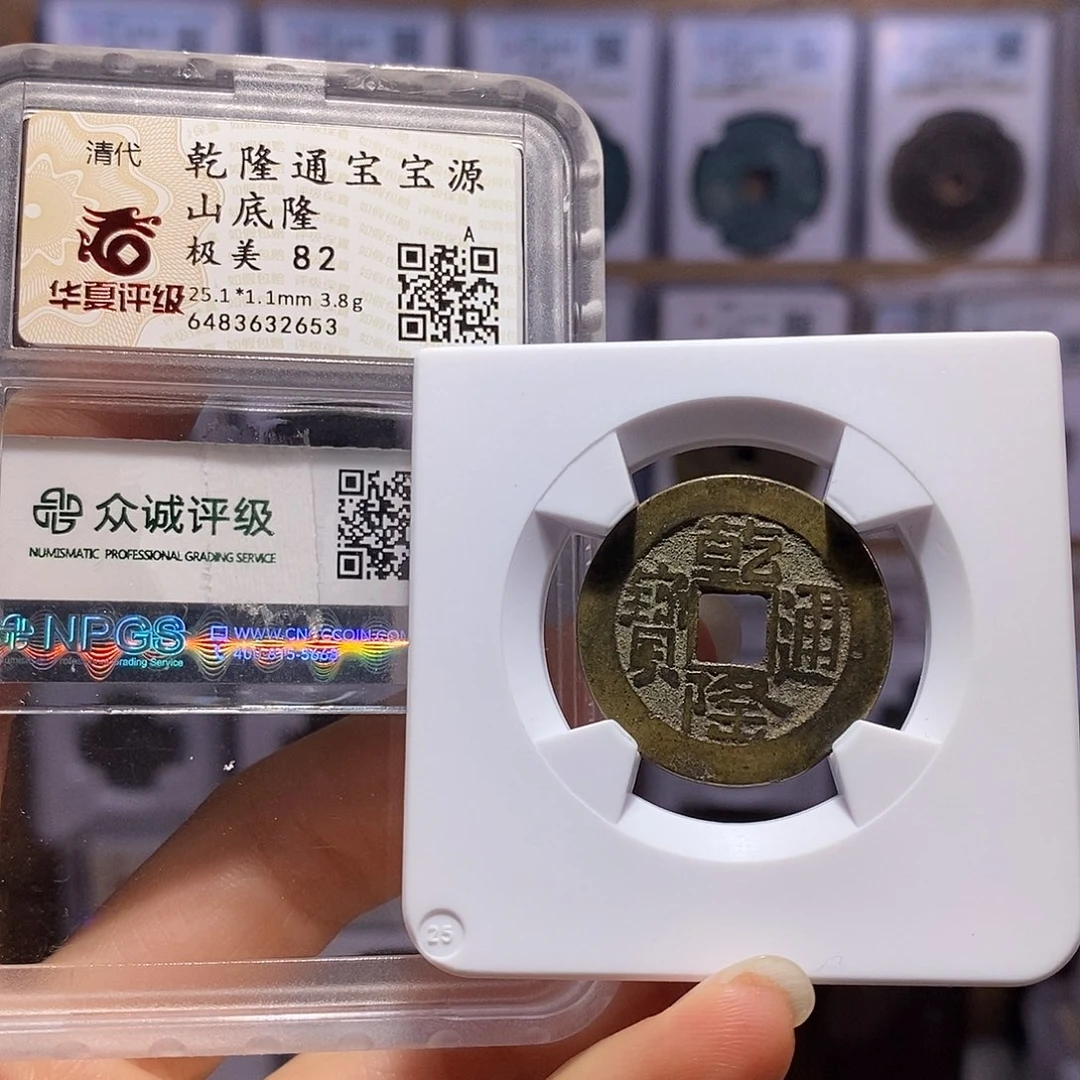 清代
乾隆通宝宝源
山底隆
极美 82
A
华夏评级
25.1*1.1mm 3.8g
6483632653
众诚评级
NUMISMATIC PROFESSIONAL GRADING SERVICE
NPGS
乾
寶 通
隆
25